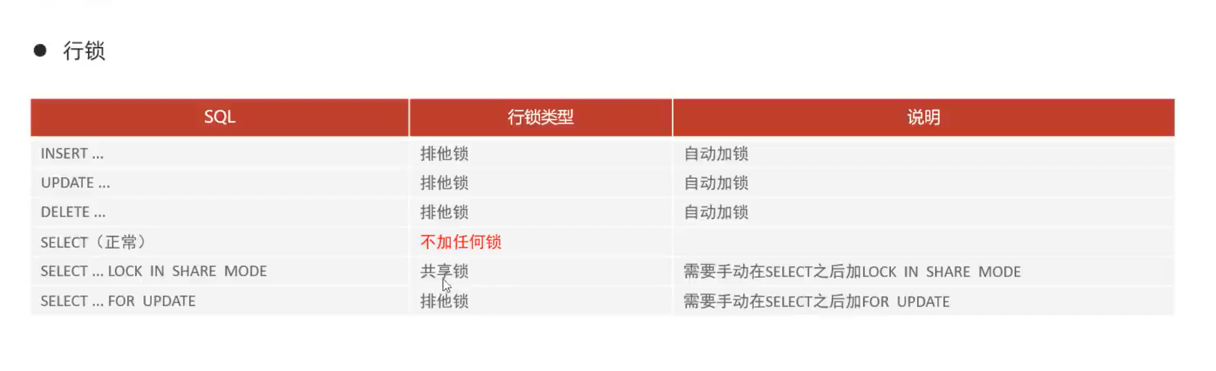 行锁
SQL 行锁类型 说明
INSERT ... 排他锁 自动加锁
UPDATE ... 排他锁 自动加锁
DELETE ... 排他锁 自动加锁
SELECT（正常） 不加任何锁
SELECT ... LOCK IN SHARE MODE 共享锁 需要手动在SELECT之后加LOCK IN SHARE MODE
SELECT ... FOR UPDATE 排他锁 需要手动在SELECT之后加FOR UPDATE